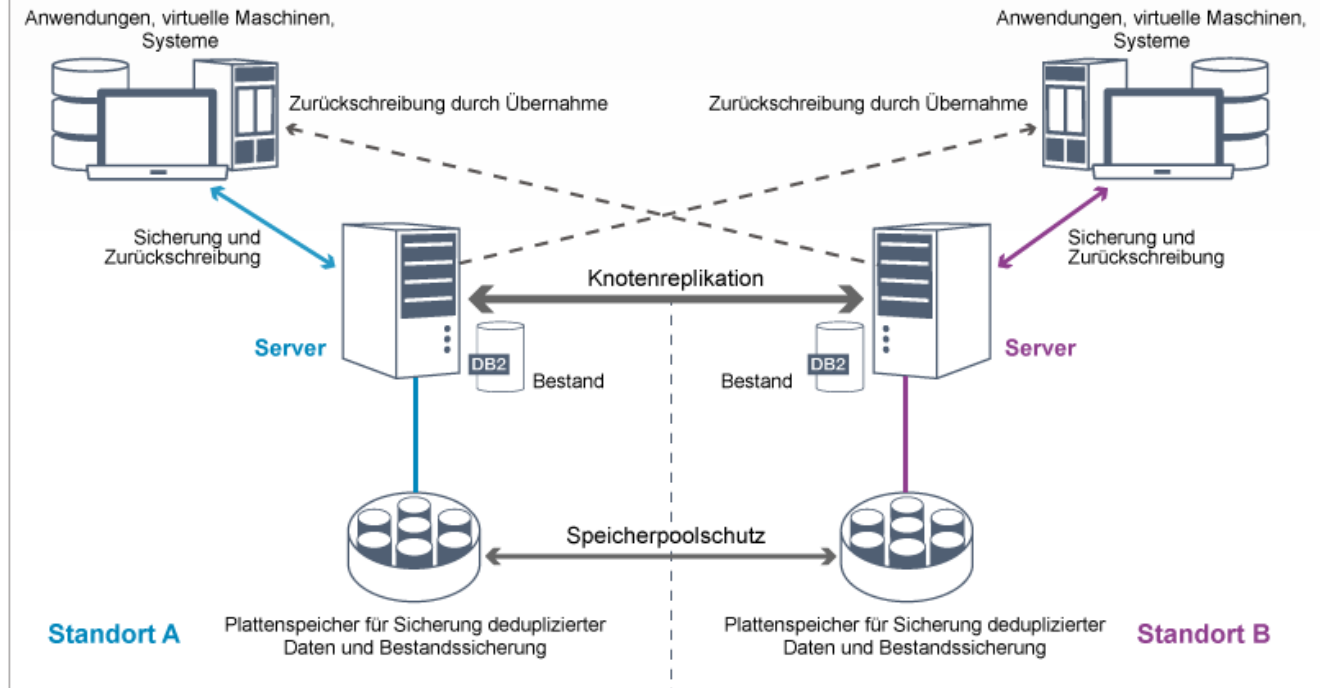 Anwendungen, virtuelle Maschinen,
Systeme
Anwendungen, virtuelle Maschinen,
Systeme
Zurückschreibung durch Übernahme
Zurückschreibung durch Übernahme
Sicherung und
Zurückschreibung
Sicherung und
Zurückschreibung
Knotenreplikation
Server
Server
DB2
Bestand
Bestand
DB2
Speicherpoolschutz
Standort A
Plattenspeicher für Sicherung deduplizierter
Daten und Bestandssicherung
Plattenspeicher für Sicherung deduplizierter
Daten und Bestandssicherung
Standort B